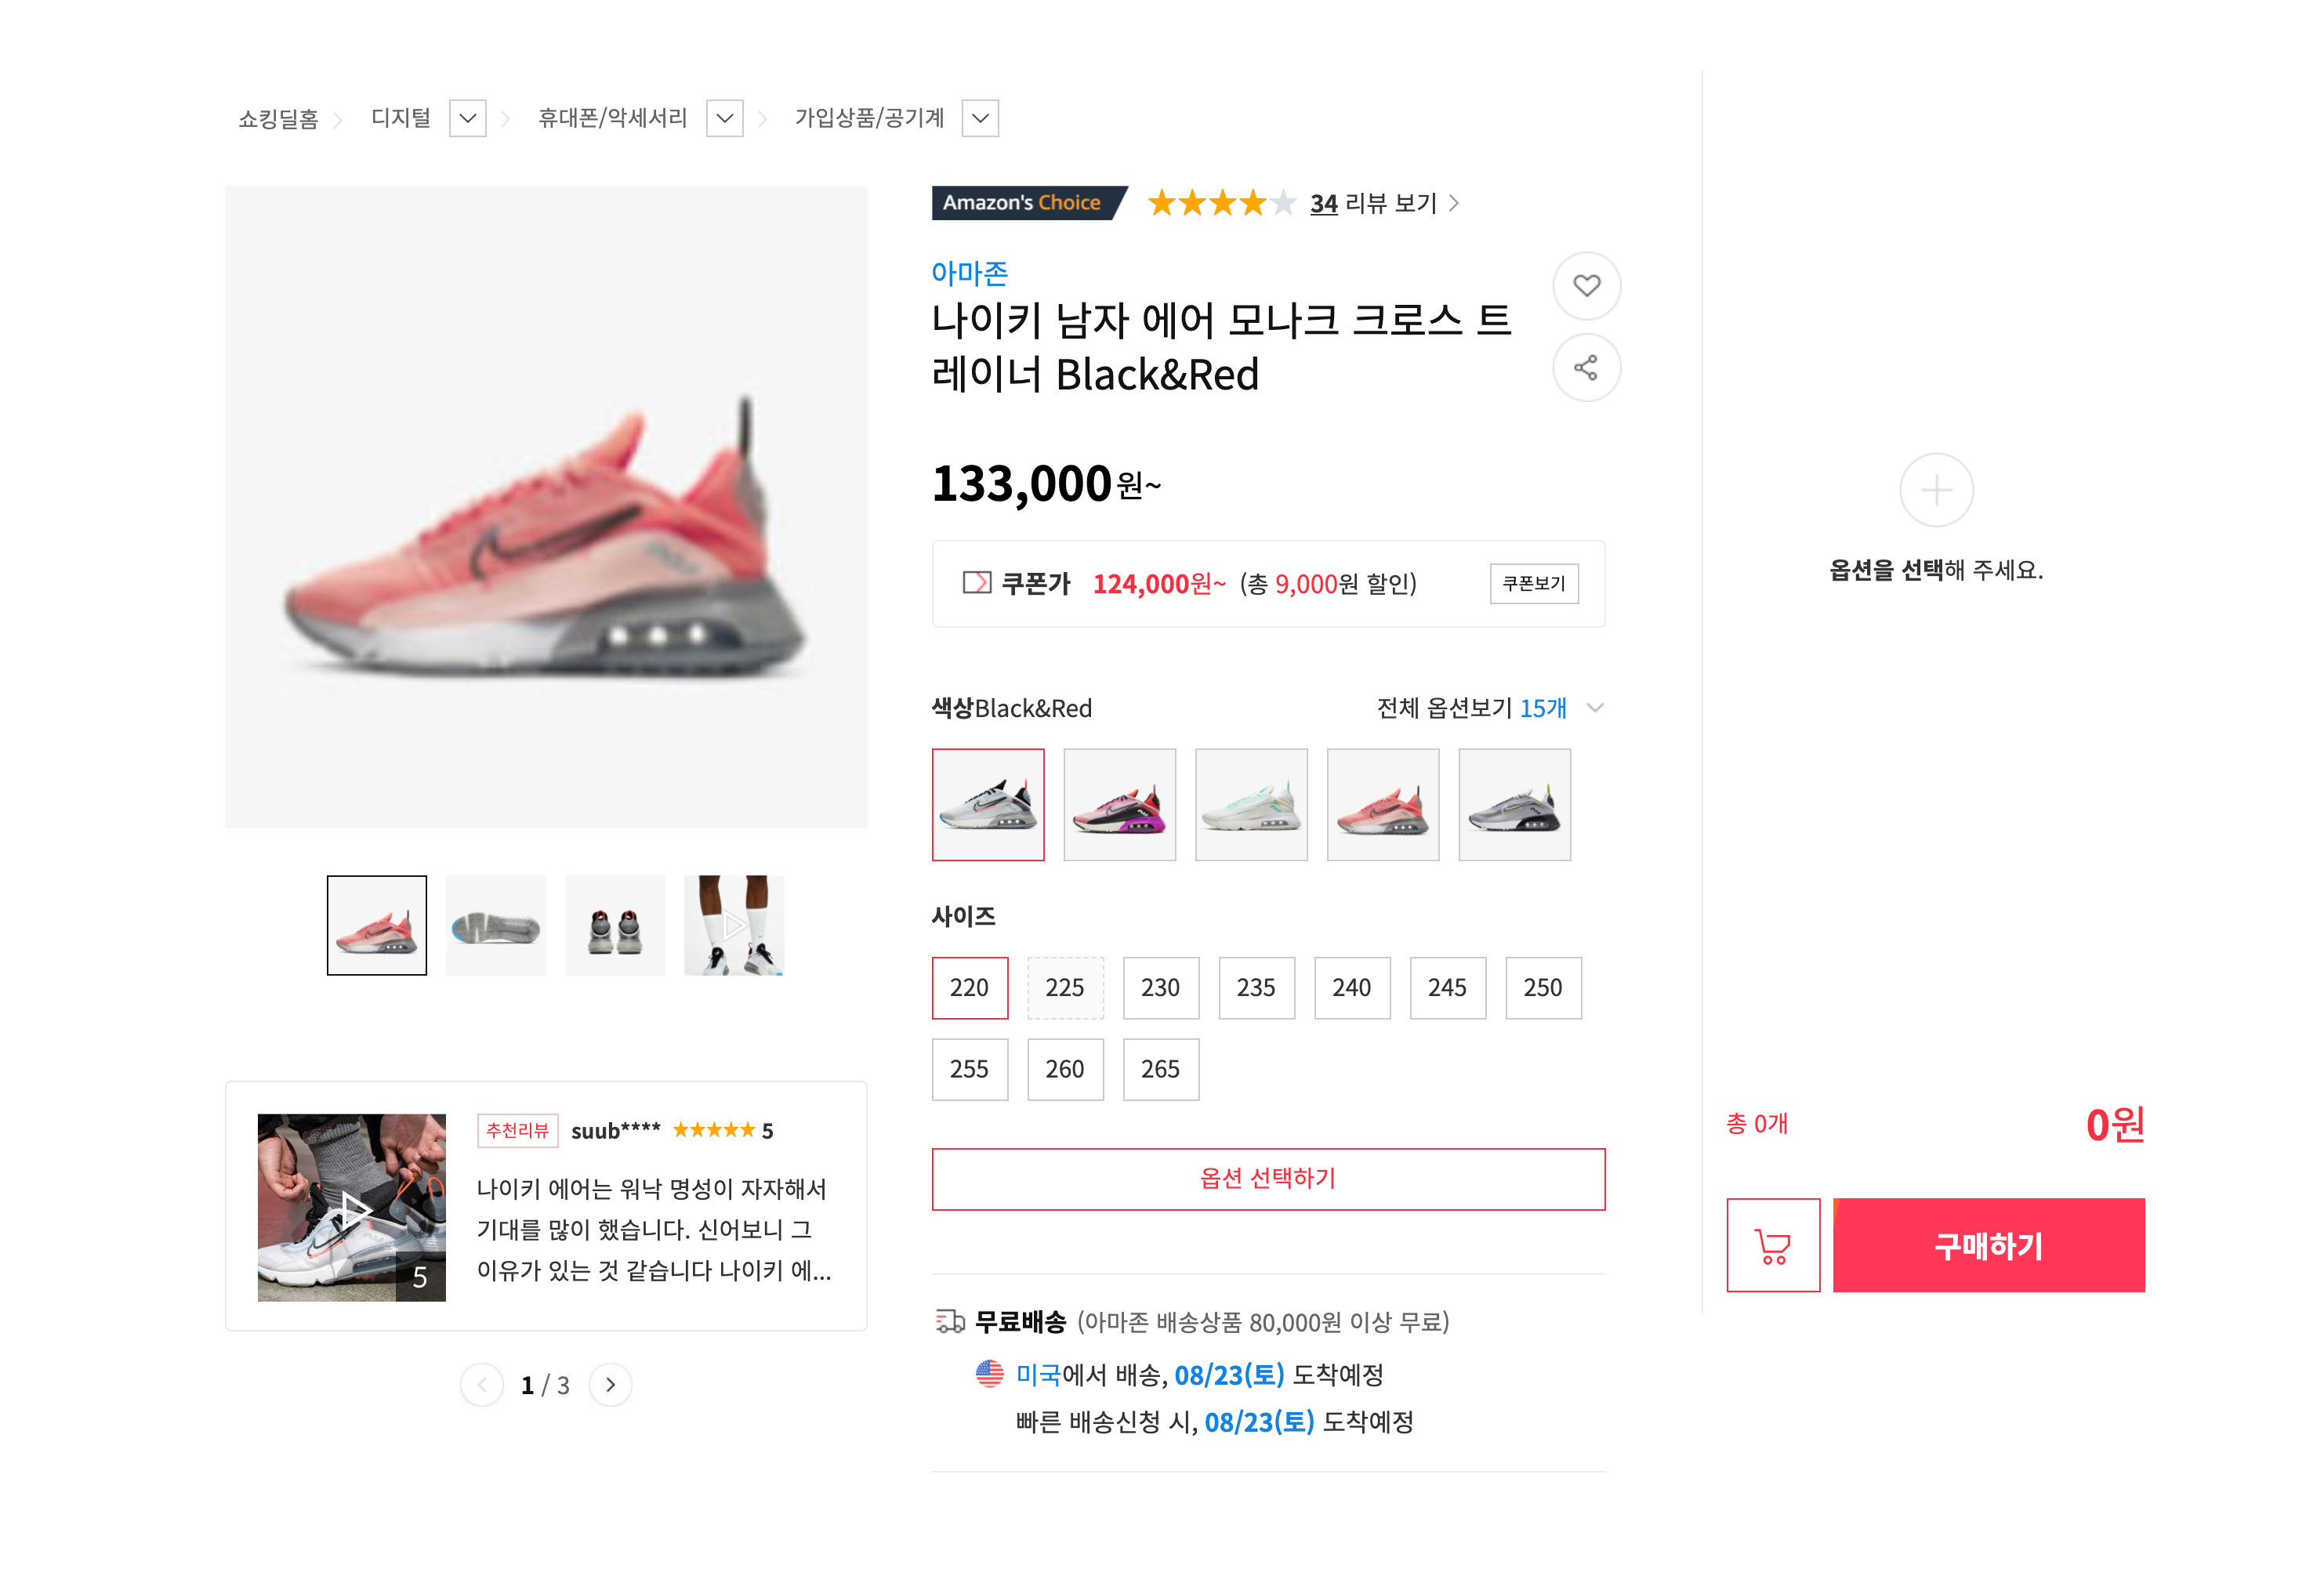 쇼킹딜홈 디지털 휴대폰/악세서리 가입상품/공기계
Amazon's Choice 34 리뷰 보기
아마존
나이키 남자 에어 모나크 크로스 트
레이너 Black&Red
133,000원~
쿠폰가 124,000원~ (총 9,000원 할인) 쿠폰보기
색상Black&Red 전체 옵션보기 15개
사이즈
220 225 230 235 240 245 250
255 260 265
옵션 선택하기
무료배송 (아마존 배송상품 80,000원 이상 무료)
미국에서 배송, 08/23(토) 도착예정
빠른 배송신청 시, 08/23(토) 도착예정
추천리뷰 suub**** 5
나이키 에어는 워낙 명성이 자자해서
기대를 많이 했습니다. 신어보니 그
이유가 있는 것 같습니다 나이키 에...
5
1 / 3
옵션을 선택해 주세요.
총 0개 0원
구매하기